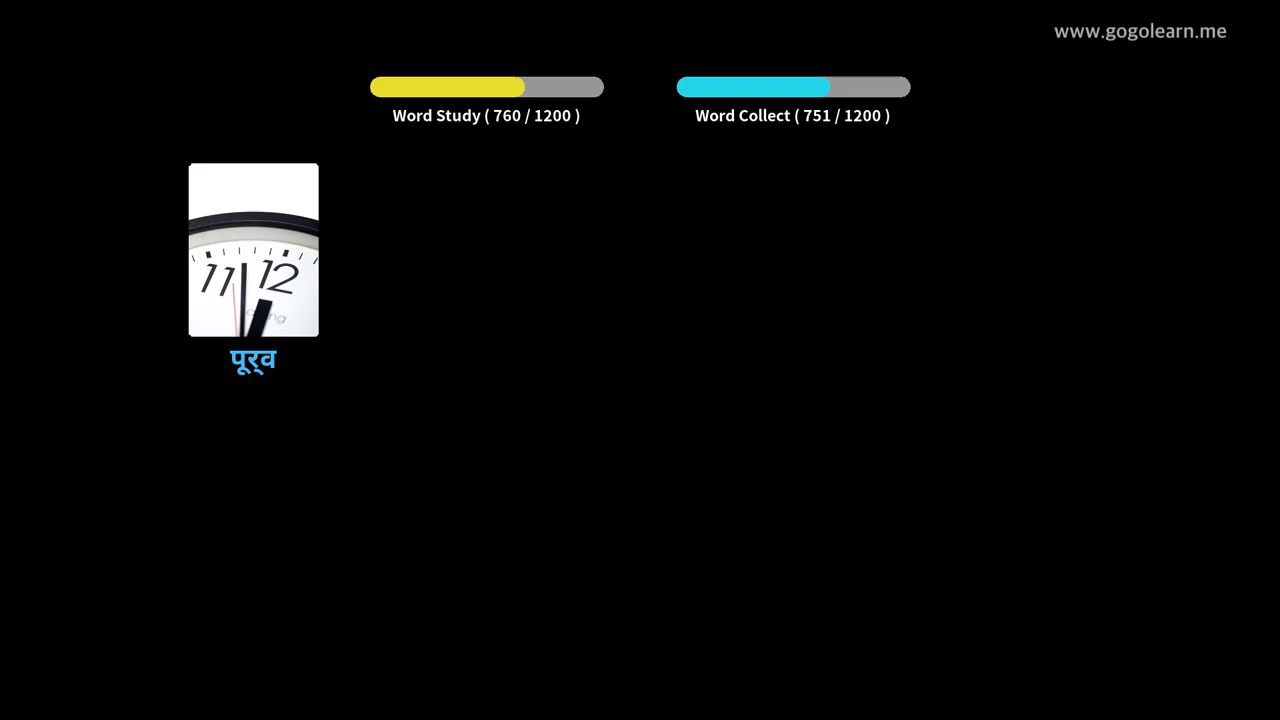 www.gogolearn.me
Word Study ( 760 / 1200 )
Word Collect ( 751 / 1200 )
11 12
पूर्व